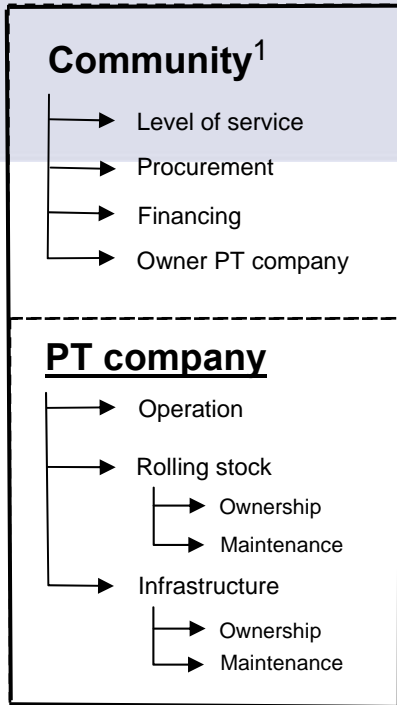 Community1
Level of service
Procurement
Financing
Owner PT company
PT company
Operation
Rolling stock
Ownership
Maintenance
Infrastructure
Ownership
Maintenance